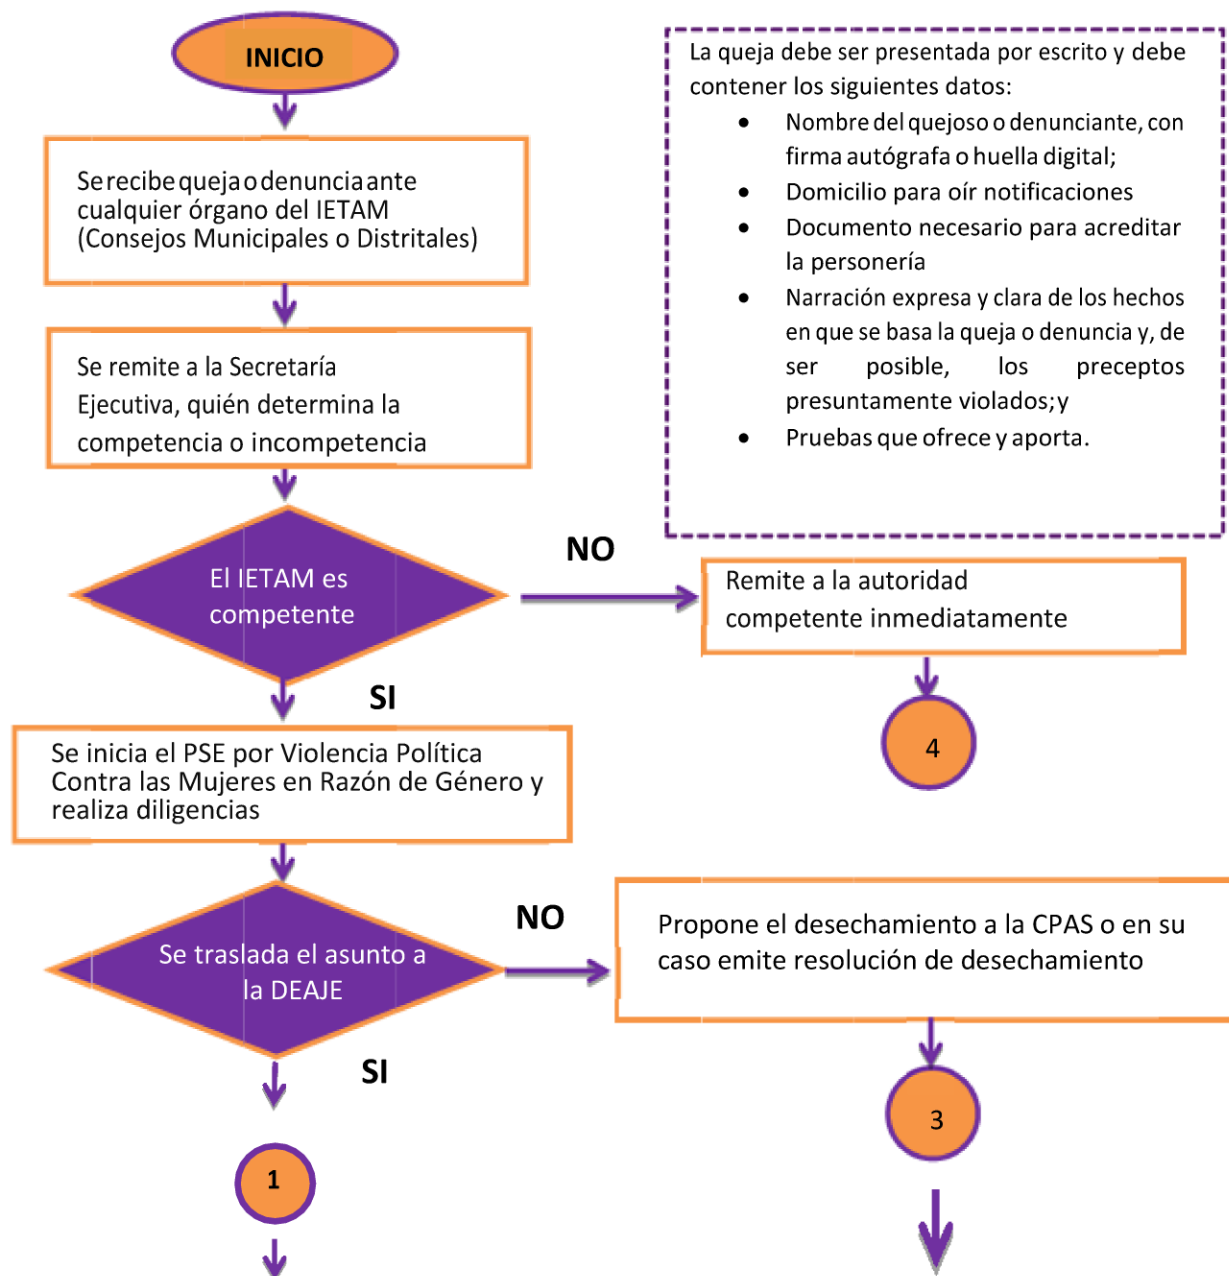 INICIO
Se recibe queja o denuncia ante
cualquier órgano del IETAM
(Consejos Municipales o Distritales)
Se remite a la Secretaría
Ejecutiva, quién determina la
competencia o incompetencia
La queja debe ser presentada por escrito y debe
contener los siguientes datos:
• Nombre del quejoso o denunciante, con
firma autógrafa o huella digital;
• Domicilio para oír notificaciones
• Documento necesario para acreditar
la personería
• Narración expresa y clara de los hechos
en que se basa la queja o denuncia y, de
ser posible, los preceptos
presuntamente violados; y
• Pruebas que ofrece y aporta.
El IETAM es
competente
NO
Remite a la autoridad
competente inmediatamente
4
SI
Se inicia el PSE por Violencia Política
Contra las Mujeres en Razón de Género y
realiza diligencias
Se traslada el asunto a
la DEAJE
NO
Propone el desechamiento a la CPAS o en su
caso emite resolución de desechamiento
3
SI
1